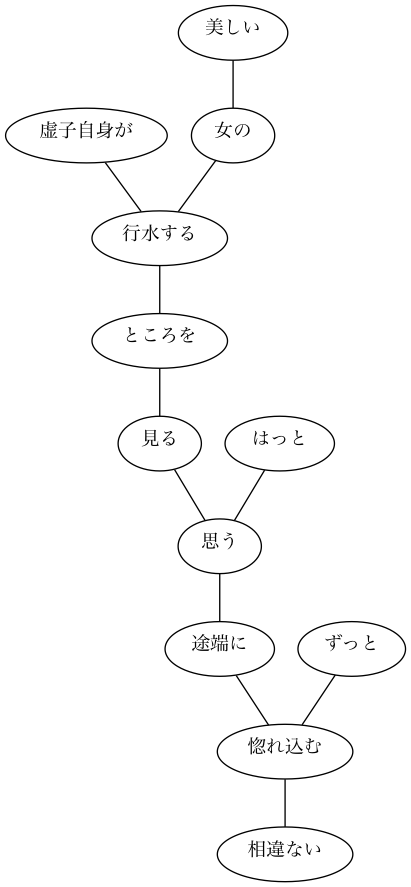 美しい
虚子自身が
女の
行水する
ところを
見る
はっと
思う
途端に
ずっと
惚れ込む
相違ない